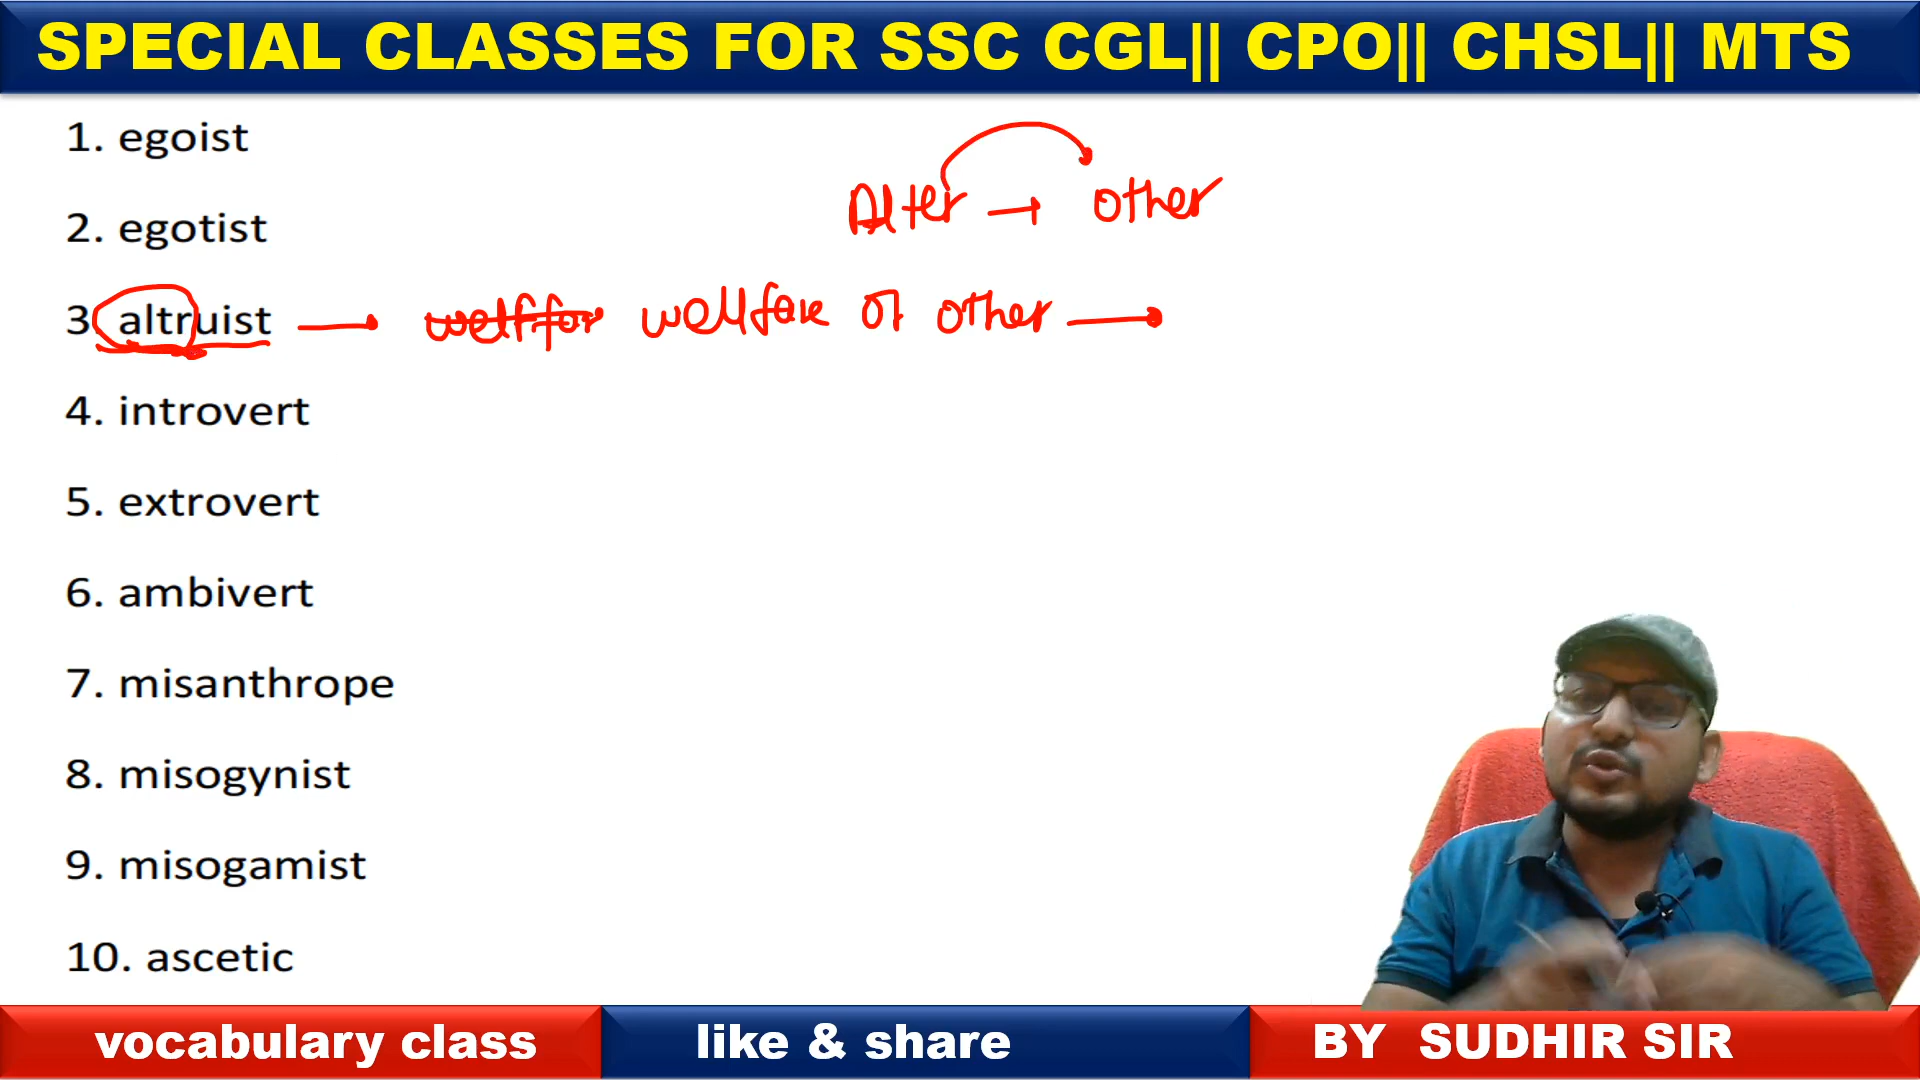 SPECIAL CLASSES FOR SSC CGL|| CPO|| CHSL|| MTS
1. egoist
Alter → other
2. egotist
3 altruist → wellfare of other →
4. introvert
5. extrovert
6. ambivert
7. misanthrope
8. misogynist
9. misogamist
10. ascetic
vocabulary class like & share BY SUDHIR SIR